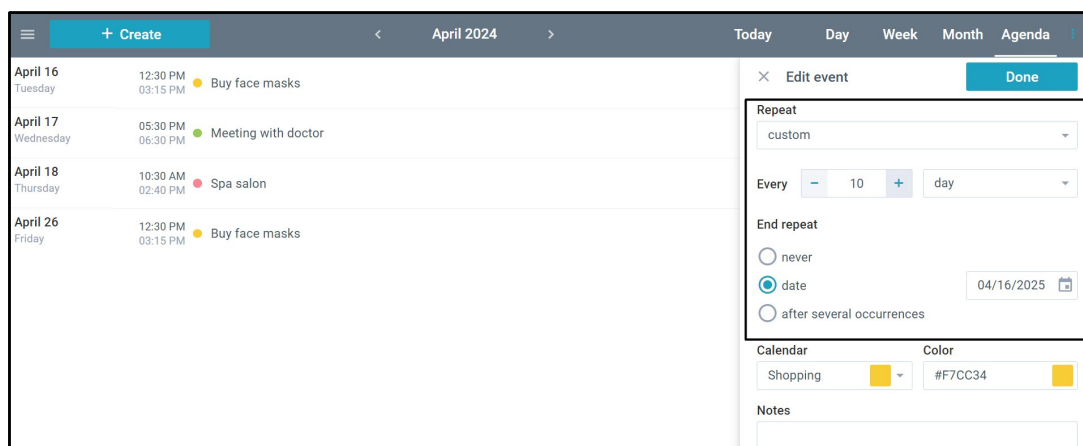 + Create
< April 2024 >
Today Day Week Month Agenda
April 16
Tuesday
12:30 PM
03:15 PM
Buy face masks
April 17
Wednesday
05:30 PM
06:30 PM
Meeting with doctor
April 18
Thursday
10:30 AM
02:40 PM
Spa salon
April 26
Friday
12:30 PM
03:15 PM
Buy face masks
× Edit event
Done
Repeat
custom
Every − 10 + day
End repeat
never
date 04/16/2025
after several occurrences
Calendar Color
Shopping #F7CC34
Notes